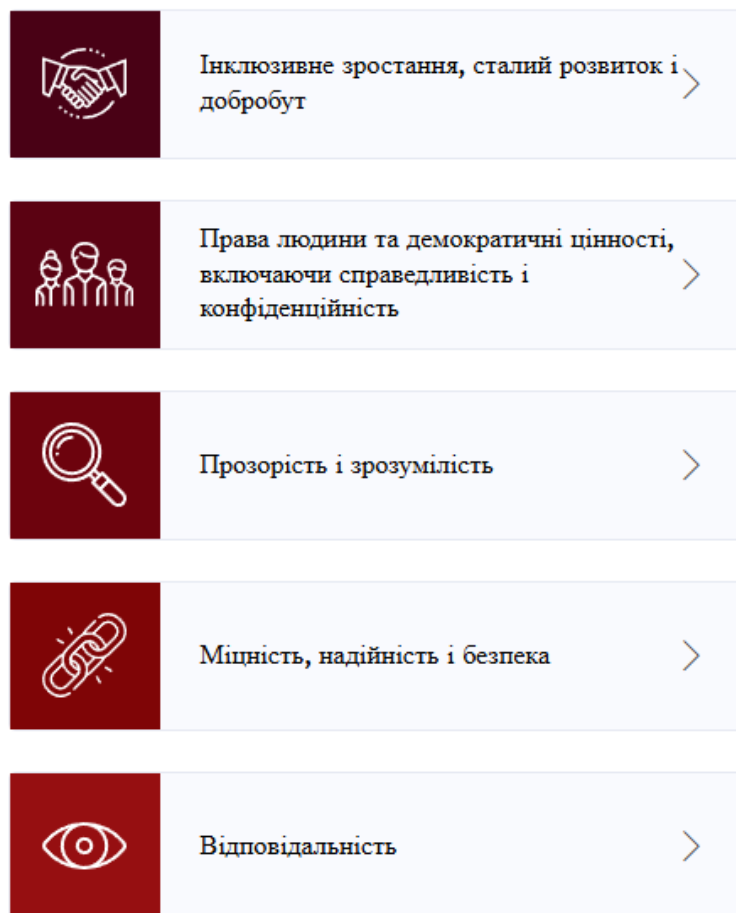 Інклюзивне зростання, сталий розвиток і
добробут
Права людини та демократичні цінності,
включаючи справедливість і
конфіденційність
Прозорість і зрозумілість
Міцність, надійність і безпека
Відповідальність